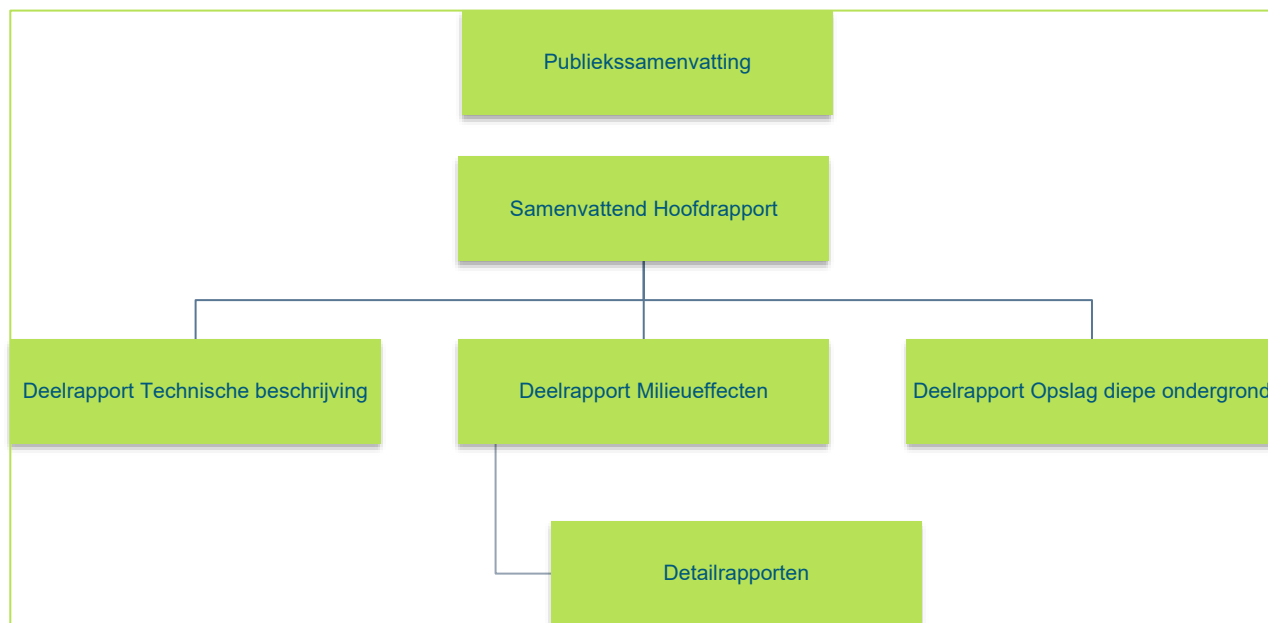 Publiekssamenvatting
Samenvattend Hoofdrapport
Deelrapport Technische beschrijving
Deelrapport Milieueffecten
Deelrapport Opslag diepe ondergrond
Detailrapporten